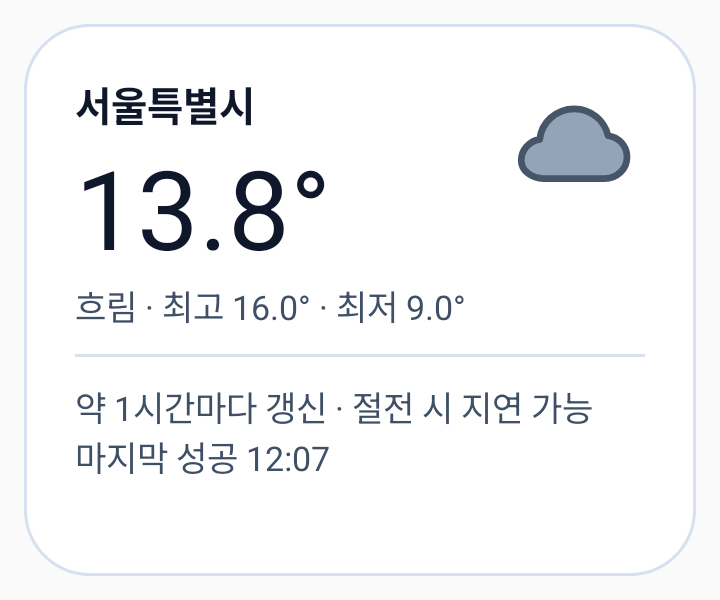 서울특별시
13.8°
흐림 · 최고 16.0° · 최저 9.0°
약 1시간마다 갱신 · 절전 시 지연 가능
마지막 성공 12:07